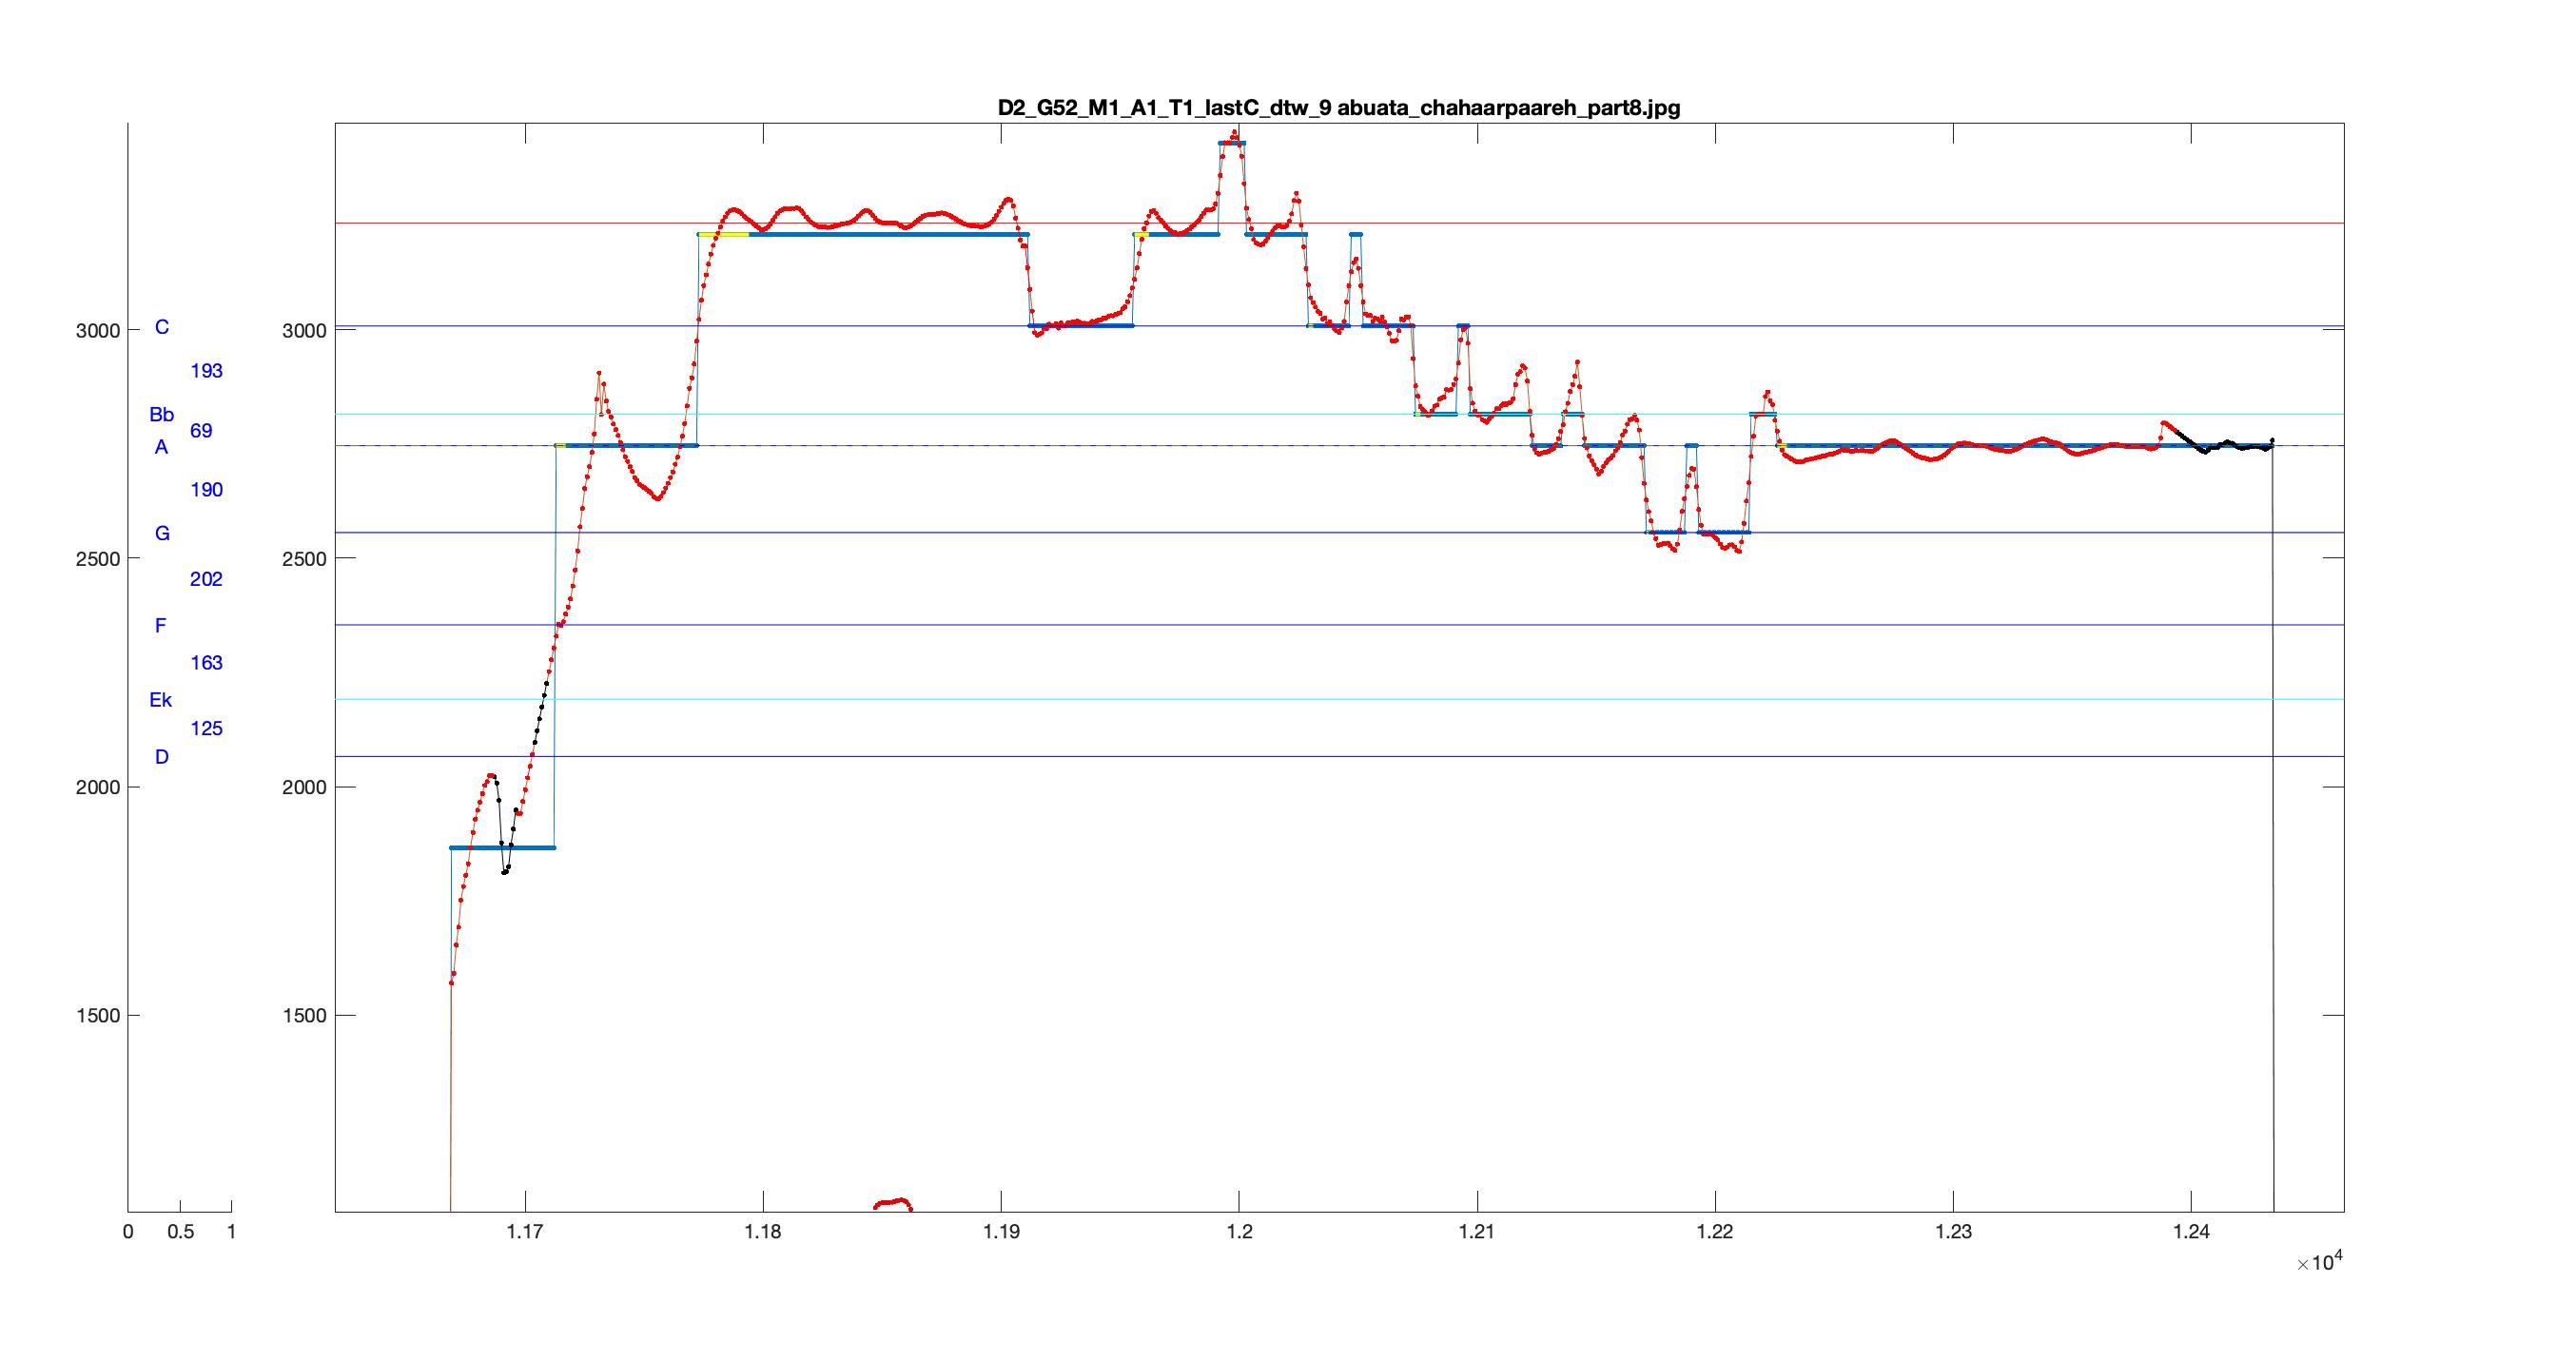 D2_G52_M1_A1_T1_lastC_dtw_9 abuata_chahaarpaareh_part8.jpg
3000
C
3000
193
Bb
69
A
190
G
2500
2500
202
F
163
Ek
125
D
2000
2000
1500
1500
0 0.5 1
1.17 1.18 1.19 1.2 1.21 1.22 1.23 1.24
×10⁴